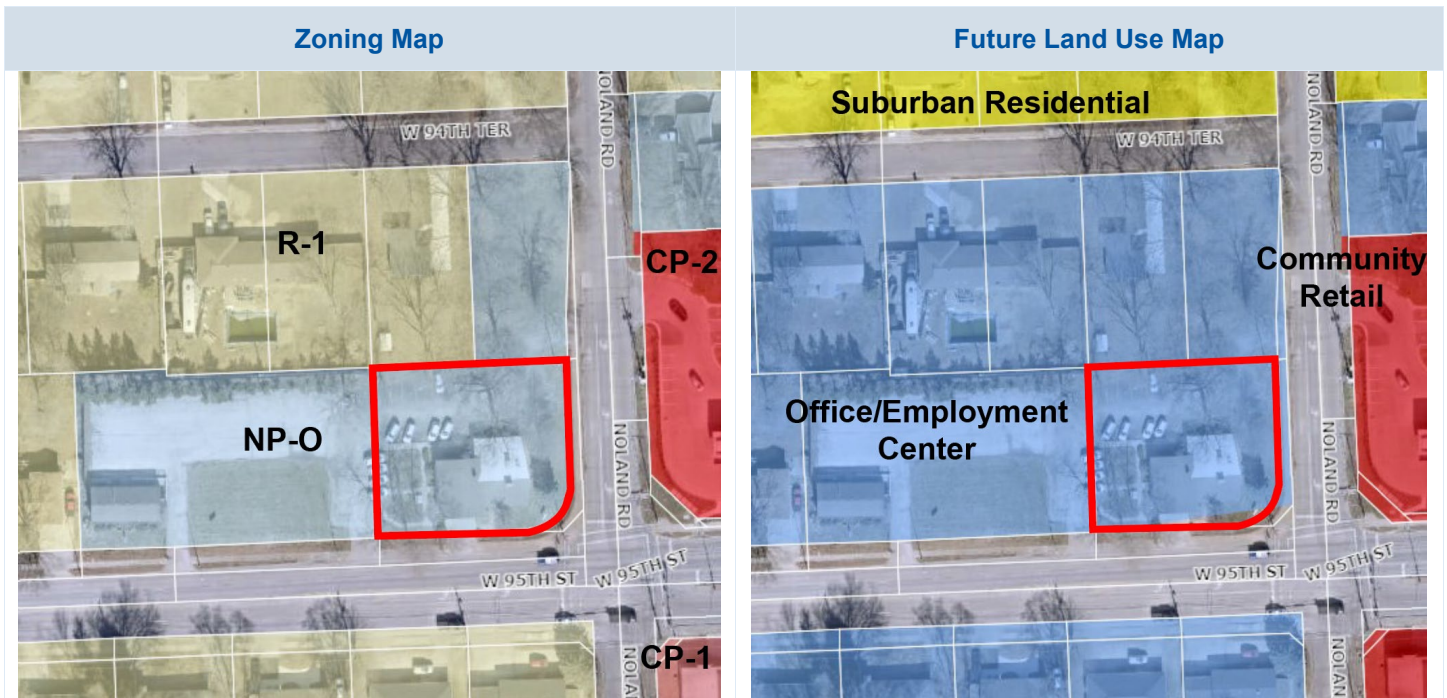 Zoning Map
Future Land Use Map
NOLAND RD
W 94TH TER
R-1
CP-2
NP-O
NOLAND RD
W 95TH ST
W 95TH ST
NOLA
CP-1
Suburban Residential
NOLAND RD
W 94TH TER
Community
Retail
Office/Employment
Center
NOLAND RD
W 95TH ST
W 95TH ST
NOLAN